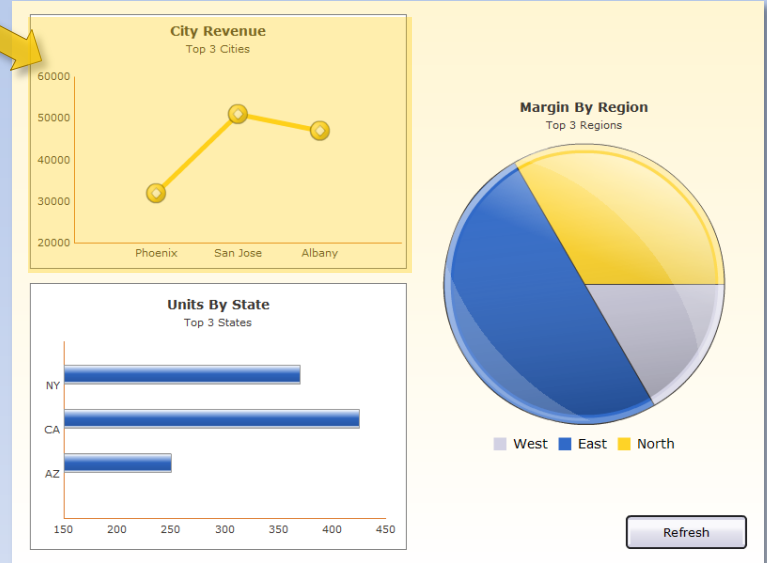 City Revenue
Top 3 Cities
60000
50000
40000
30000
20000
Phoenix San Jose Albany
Units By State
Top 3 States
NY
CA
AZ
150 200 250 300 350 400 450
Margin By Region
Top 3 Regions
West East North
Refresh